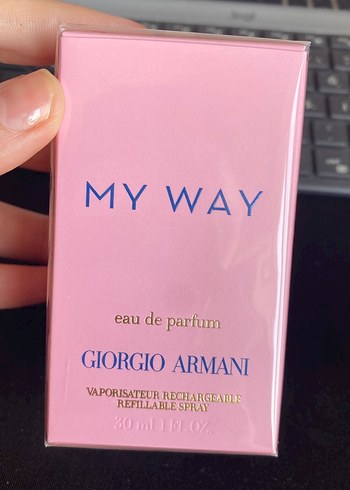 MY WAY
eau de parfum
GIORGIO ARMANI
VAPORISATEUR RECHARGEABLE
REFILLABLE SPRAY
30 ml 1 FL.OZ.